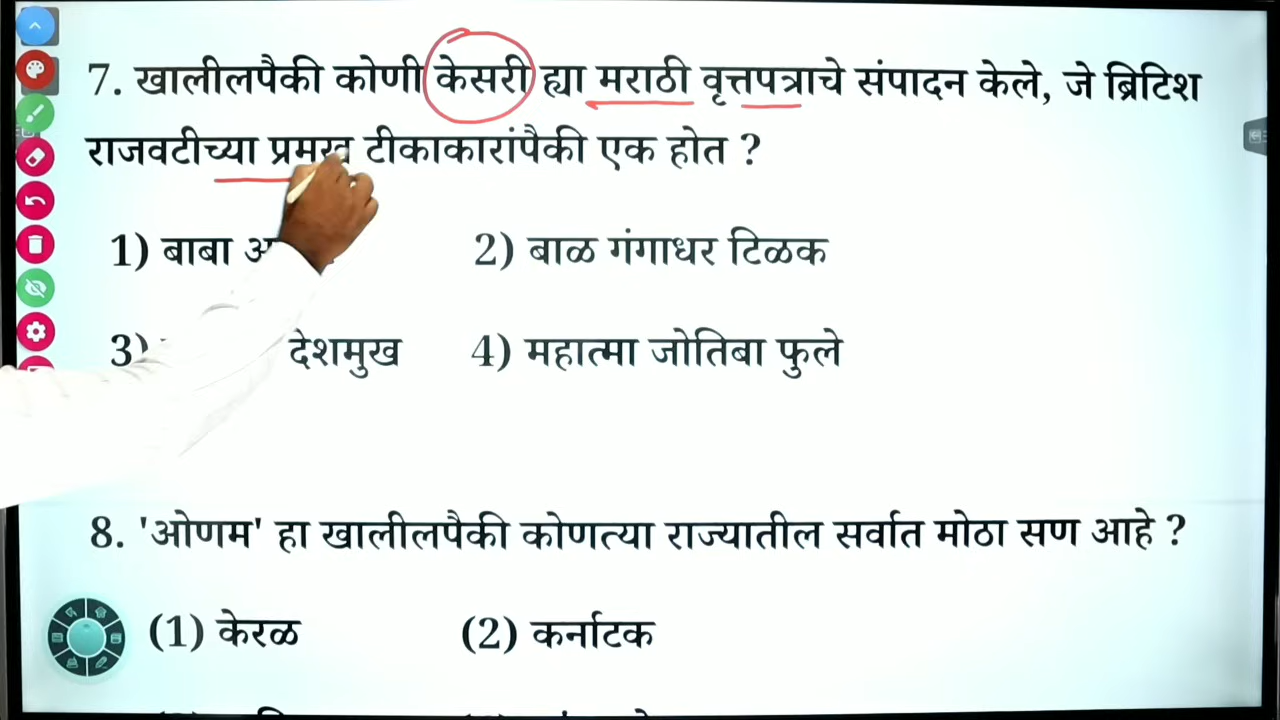 7. खालीलपैकी कोणी केसरी ह्या मराठी वृत्तपत्राचे संपादन केले, जे ब्रिटिश
राजवटीच्या प्रमुख टीकाकारांपैकी एक होत ?
1) बाबा 2) बाळ गंगाधर टिळक
3) देशमुख 4) महात्मा जोतिबा फुले
8. 'ओणम' हा खालीलपैकी कोणत्या राज्यातील सर्वात मोठा सण आहे ?
(1) केरळ (2) कर्नाटक